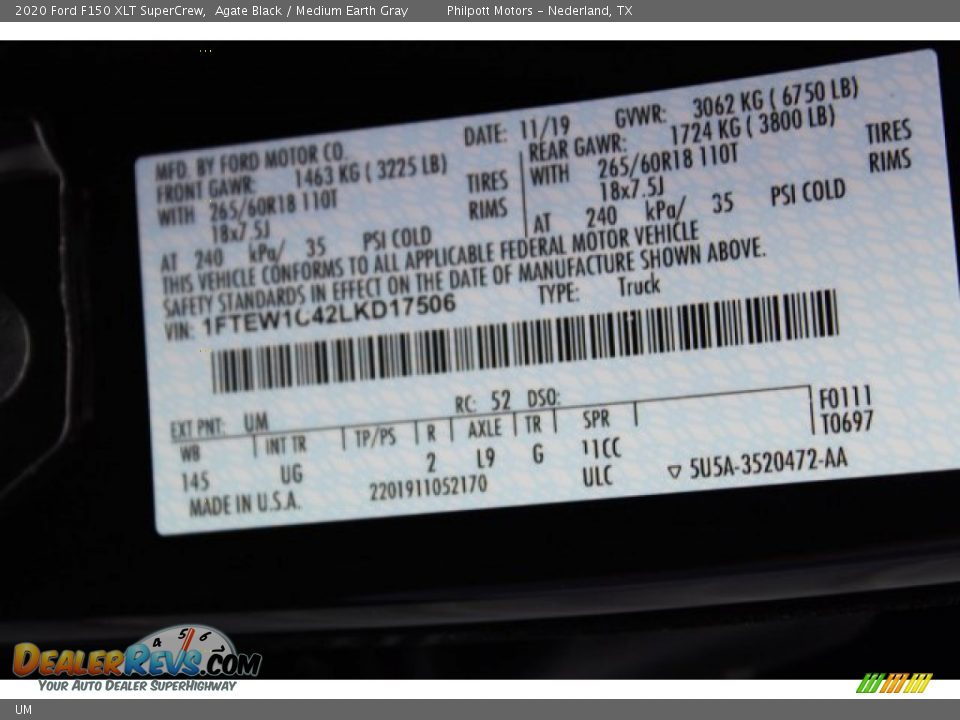 2020 Ford F150 XLT SuperCrew, Agate Black / Medium Earth Gray Philpott Motors - Nederland, TX
MFD. BY FORD MOTOR CO. DATE: 11/19 GVWR: 3062 KG ( 6750 LB)
FRONT GAWR: 1463 KG ( 3225 LB) REAR GAWR: 1724 KG ( 3800 LB)
WITH 265/60R18 110T TIRES WITH 265/60R18 110T TIRES
18x7.5J RIMS 18x7.5J RIMS
AT 240 kPa/ 35 PSI COLD AT 240 kPa/ 35 PSI COLD
THIS VEHICLE CONFORMS TO ALL APPLICABLE FEDERAL MOTOR VEHICLE
SAFETY STANDARDS IN EFFECT ON THE DATE OF MANUFACTURE SHOWN ABOVE.
VIN: 1FTEW1C42LKD17506 TYPE: Truck
EXT PNT: UM RC: 52 DSO: F0111
WB INT TR TP/PS R AXLE TR SPR T0697
145 UG 2 L9 G 11CC
MADE IN U.S.A. 2201911052170 ULC ▽ 5U5A-3520472-AA
4 5 6
DEALERREVS.COM
YOUR AUTO DEALER SUPERHIGHWAY
UM